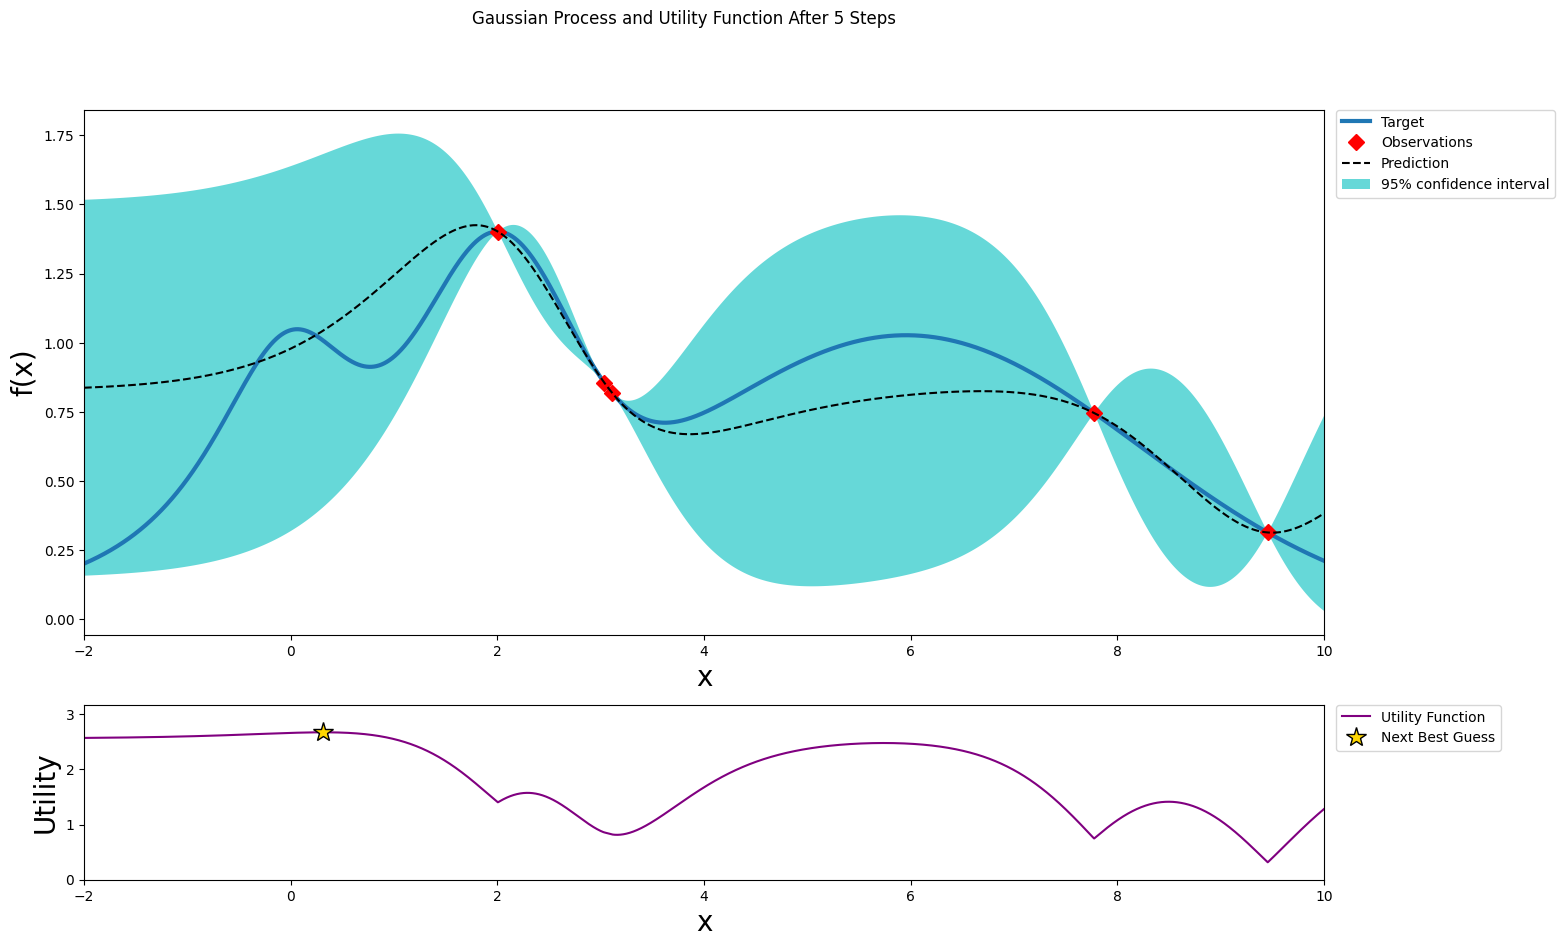 Gaussian Process and Utility Function After 5 Steps
f(x)
1.75
1.50
1.25
1.00
0.75
0.50
0.25
0.00
−2 0 2 4 6 8 10
x
Target
Observations
Prediction
95% confidence interval
Utility
3
2
1
0
−2 0 2 4 6 8 10
x
Utility Function
Next Best Guess